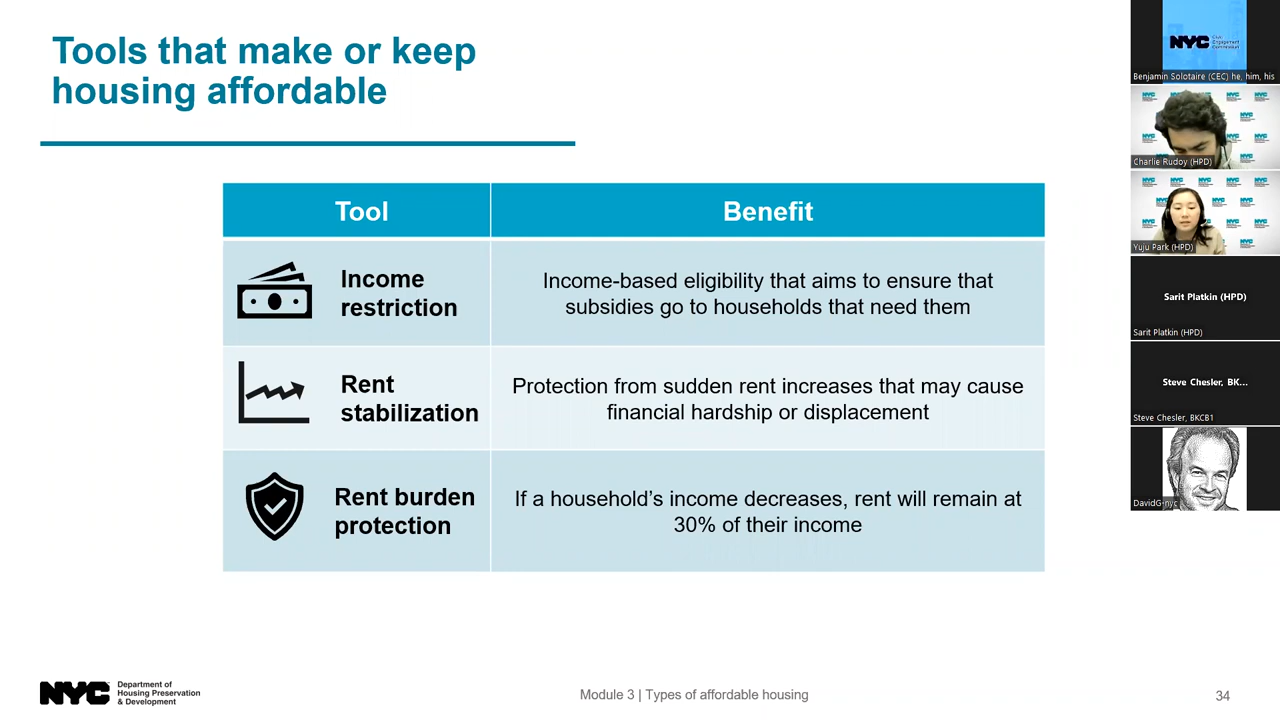 Tools that make or keep
housing affordable
Tool
Benefit
Income
restriction
Income-based eligibility that aims to ensure that
subsidies go to households that need them
Rent
stabilization
Protection from sudden rent increases that may cause
financial hardship or displacement
Rent burden
protection
If a household's income decreases, rent will remain at
30% of their income
NYC
Department of
Housing Preservation
& Development
Module 3 | Types of affordable housing
34
NYC
Civic
Engagement
Commission
Benjamin Solotaire (CEC) he, him, his
Charlie Rudoy (HPD)
Yuju Park (HPD)
Sarit Platkin (HPD)
Sarit Platkin (HPD)
Steve Chesler, BK...
Steve Chesler, BKCB1
DavidG-nyc